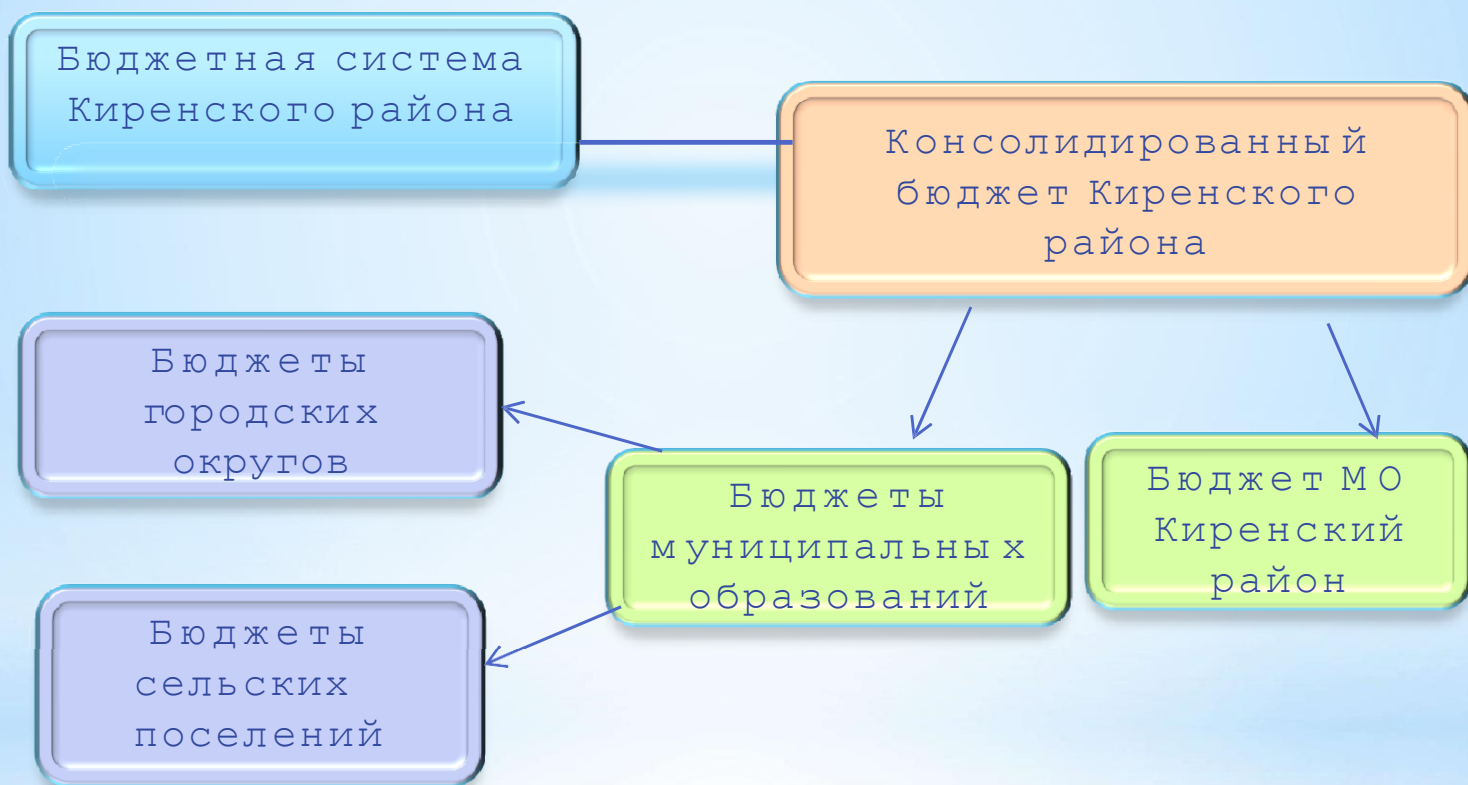 Бюджетная система
Киренского района
Консолидированный
бюджет Киренского
района
Бюджеты
городских
округов
Бюджеты
муниципальных
образований
Бюджет МО
Киренский
район
Бюджеты
сельских
поселений